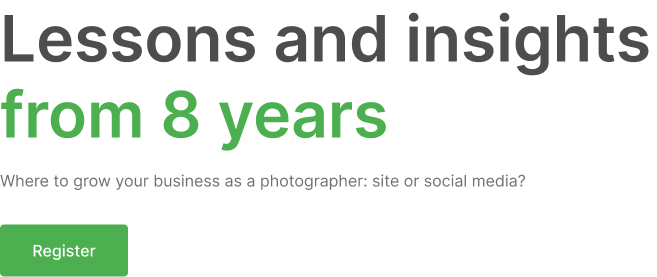 Lessons and insights
from 8 years
Where to grow your business as a photographer: site or social media?
Register